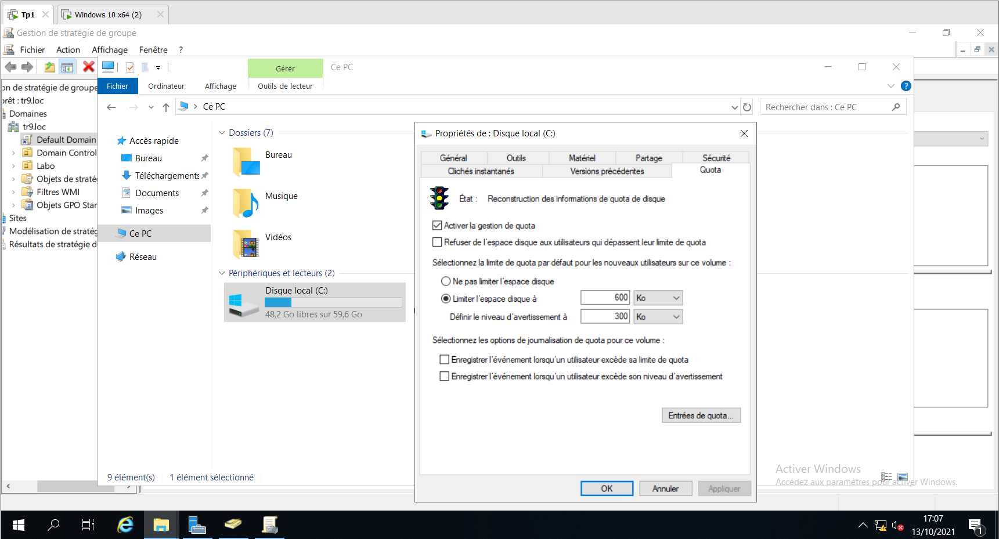 Tp1
Windows 10 x64 (2)
Gestion de stratégie de groupe
Fichier Action Affichage Fenêtre ?
Gérer
Ce PC
Fichier Ordinateur Affichage Outils de lecteur
Ce PC
Rechercher dans : Ce PC
on de stratégie de groupe
orêt : tr9.loc
Domaines
tr9.loc
Default Domain
Domain Control
Labo
Objets de straté
Filtres WMI
Objets GPO Star
Sites
Modélisation de stratég
Résultats de stratégie d
Accès rapide
Bureau
Téléchargements
Documents
Images
Ce PC
Réseau
Dossiers (7)
Bureau
Musique
Vidéos
Périphériques et lecteurs (2)
Disque local (C:)
48,2 Go libres sur 59,6 Go
9 élément(s) 1 élément sélectionné
Propriétés de : Disque local (C:)
Général Outils Matériel Partage Sécurité
Clichés instantanés Versions précédentes Quota
État : Reconstruction des informations de quota de disque
Activer la gestion de quota
Refuser de l'espace disque aux utilisateurs qui dépassent leur limite de quota
Sélectionnez la limite de quota par défaut pour les nouveaux utilisateurs sur ce volume :
Ne pas limiter l'espace disque
Limiter l'espace disque à 600 Ko
Définir le niveau d'avertissement à 300 Ko
Sélectionnez les options de journalisation de quota pour ce volume :
Enregistrer l'événement lorsqu'un utilisateur excède sa limite de quota
Enregistrer l'événement lorsqu'un utilisateur excède son niveau d'avertissement
Entrées de quota...
OK Annuler Appliquer
Activer Windows
Accédez aux paramètres pour activer Windows.
17:07
13/10/2021
1